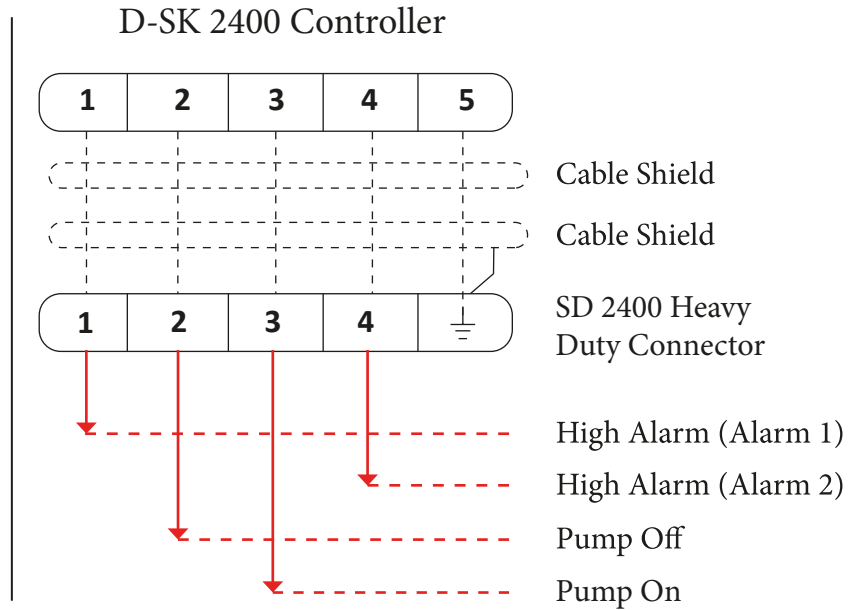 D-SK 2400 Controller
1 2 3 4 5
Cable Shield
Cable Shield
1 2 3 4
SD 2400 Heavy
Duty Connector
High Alarm (Alarm 1)
High Alarm (Alarm 2)
Pump Off
Pump On